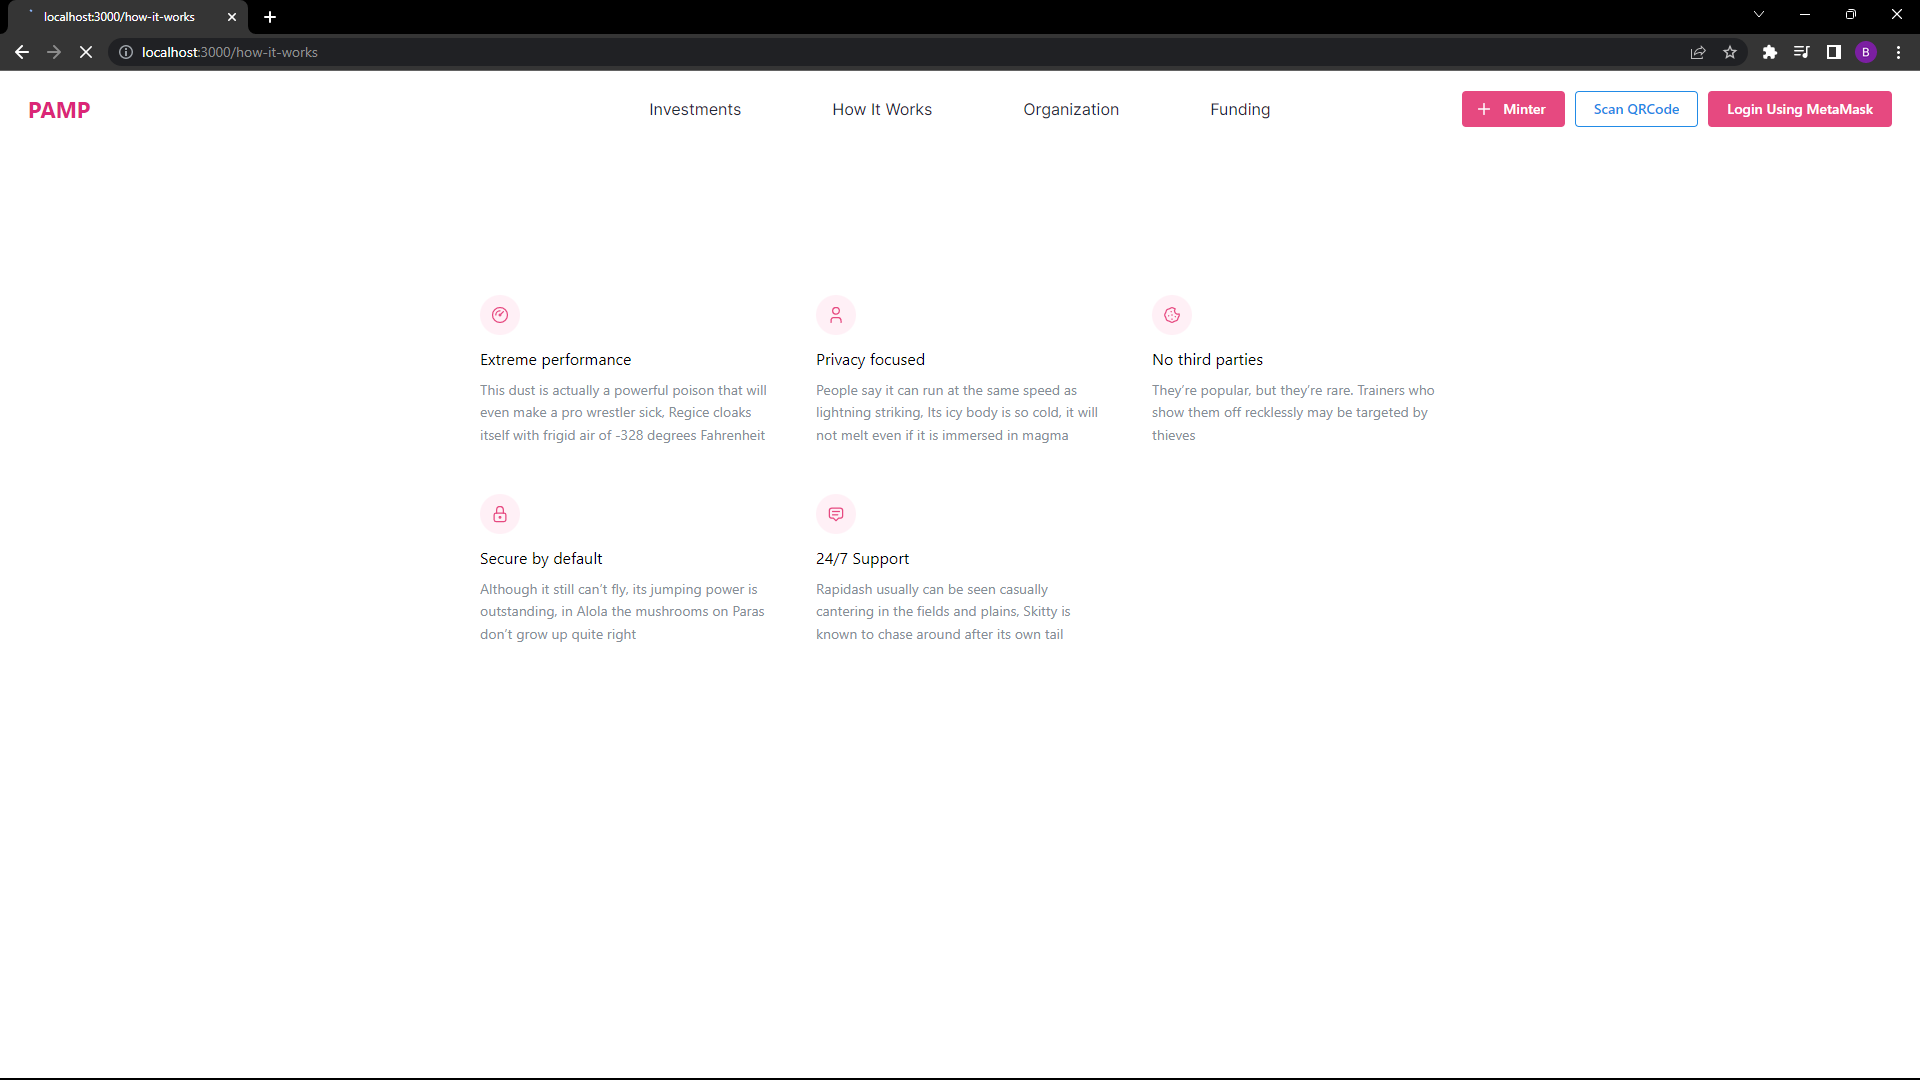 localhost:3000/how-it-works
localhost:3000/how-it-works
B
PAMP
Investments
How It Works
Organization
Funding
Minter
Scan QRCode
Login Using MetaMask
Extreme performance
This dust is actually a powerful poison that will
even make a pro wrestler sick, Regice cloaks
itself with frigid air of -328 degrees Fahrenheit
Privacy focused
People say it can run at the same speed as
lightning striking, Its icy body is so cold, it will
not melt even if it is immersed in magma
No third parties
They’re popular, but they’re rare. Trainers who
show them off recklessly may be targeted by
thieves
Secure by default
Although it still can’t fly, its jumping power is
outstanding, in Alola the mushrooms on Paras
don’t grow up quite right
24/7 Support
Rapidash usually can be seen casually
cantering in the fields and plains, Skitty is
known to chase around after its own tail